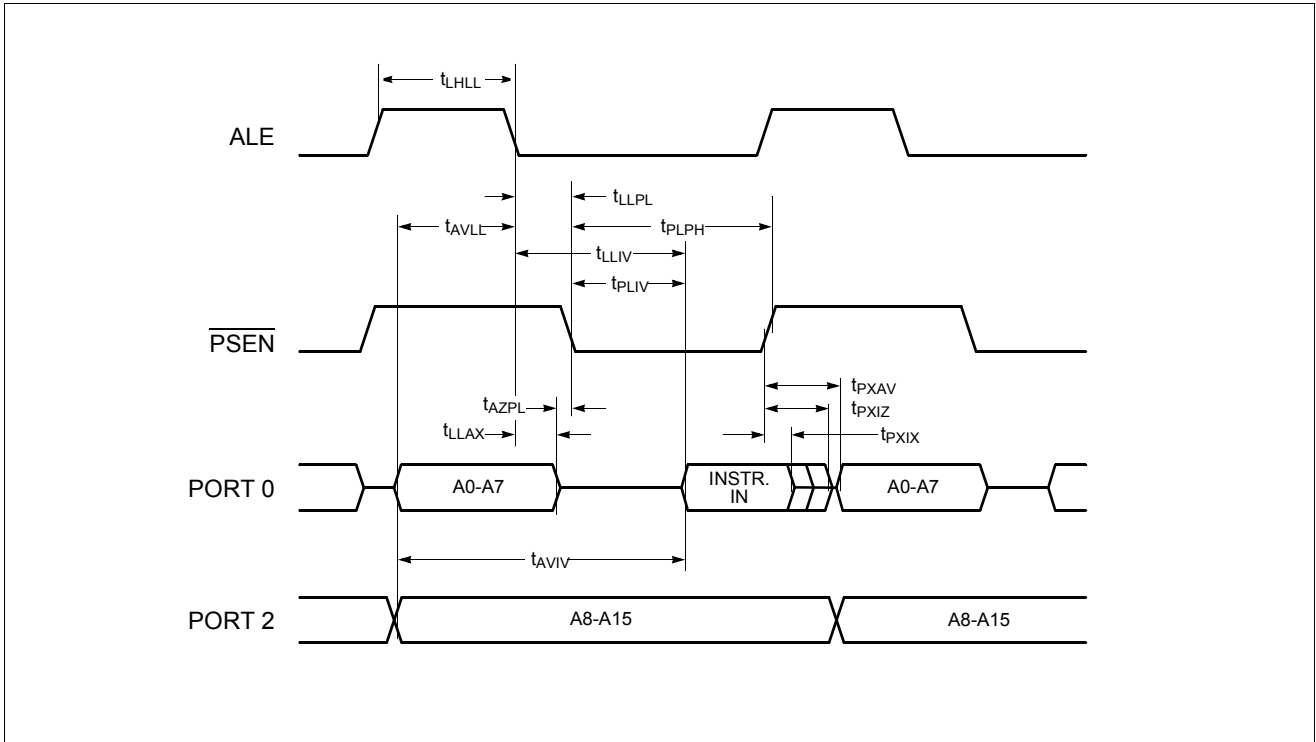 tLHLL
ALE
tLLPL
tAVLL
tPLPH
tLLIV
tPLIV
PSEN
tPXAV
tAZPL
tPXIZ
tLLAX
tPXIX
PORT 0
A0-A7
INSTR.
IN
A0-A7
tAVIV
PORT 2
A8-A15
A8-A15